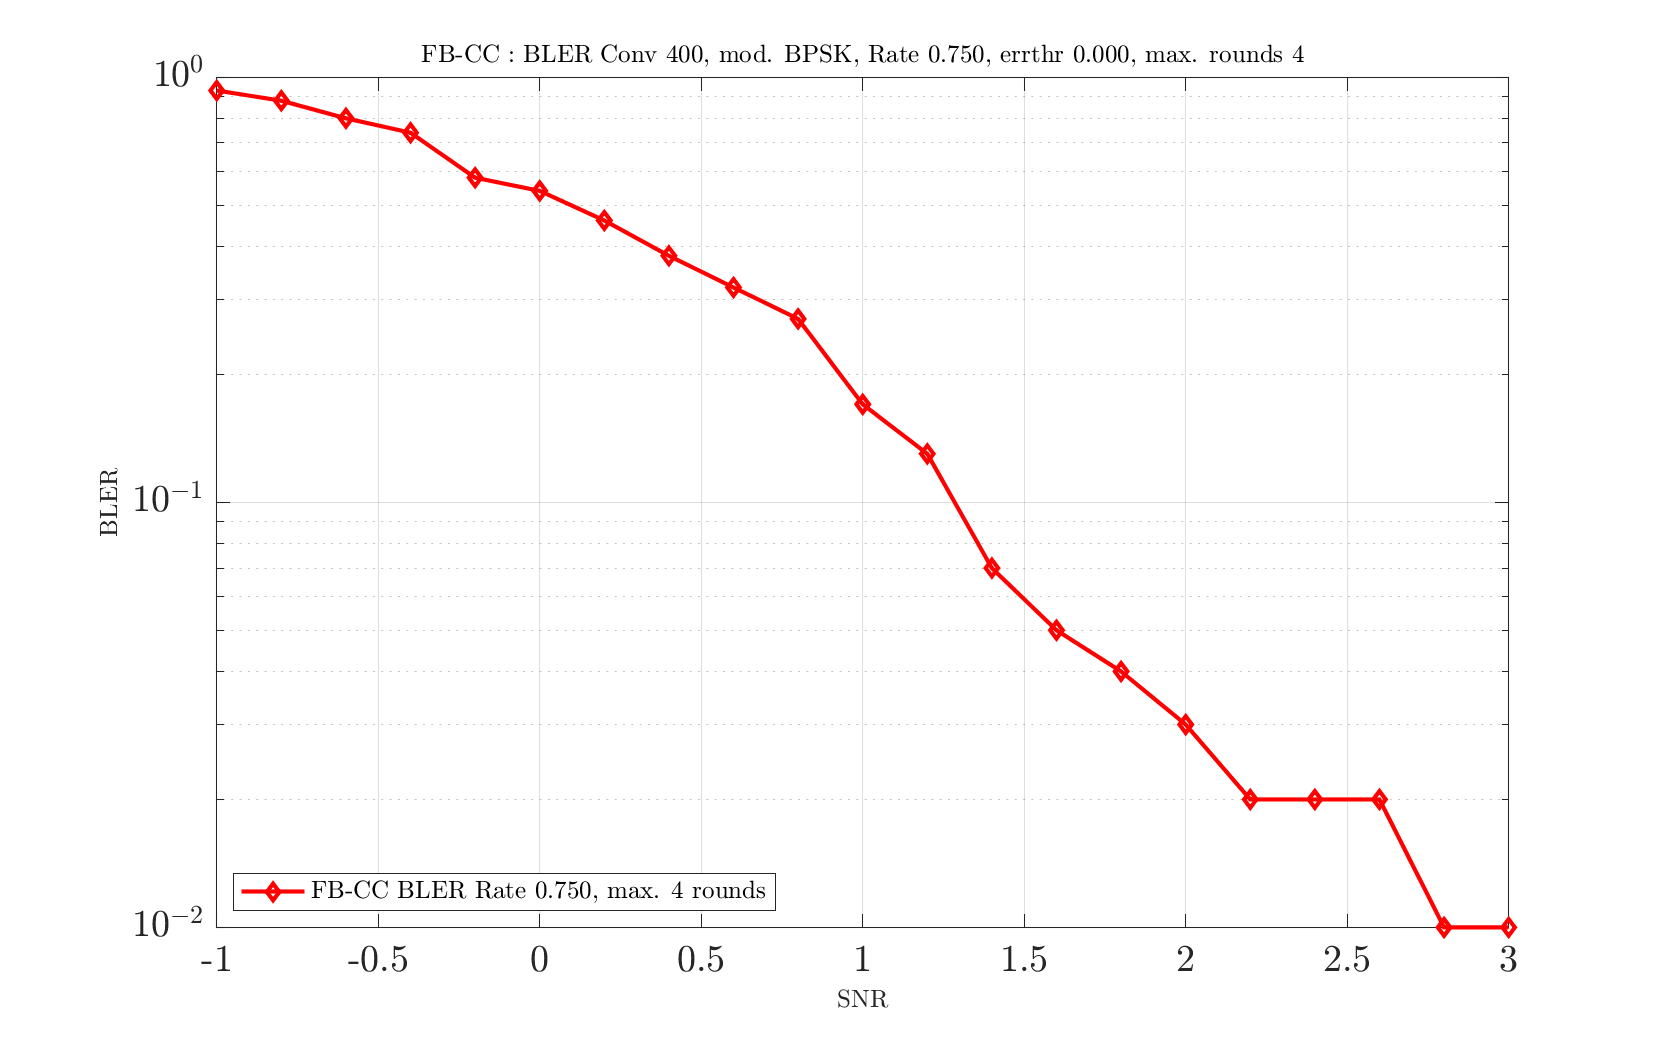 FB-CC : BLER Conv 400, mod. BPSK, Rate 0.750, errthr 0.000, max. rounds 4
10^0
10^-1
10^-2
BLER
FB-CC BLER Rate 0.750, max. 4 rounds
-1 -0.5 0 0.5 1 1.5 2 2.5 3
SNR